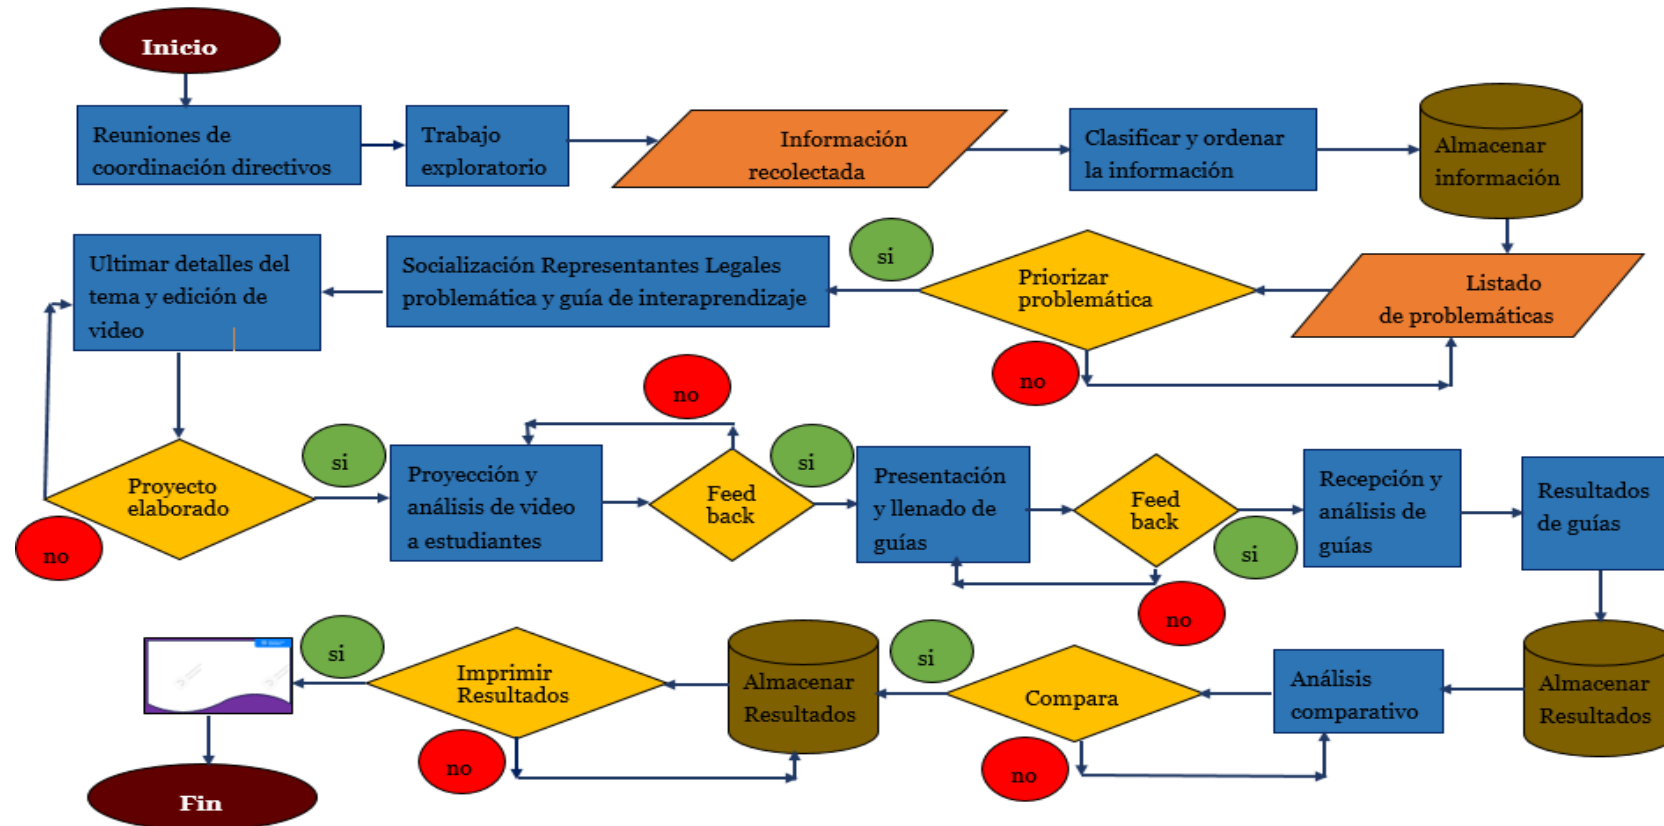 Inicio
Reuniones de
coordinación directivos
Trabajo
exploratorio
Información
recolectada
Clasificar y ordenar
la información
Almacenar
información
Ultimar detalles del
tema y edición de
video
Socialización Representantes Legales
problemática y guía de interaprendizaje
si
Priorizar
problemática
no
Listado
de problemáticas
no
Proyecto
elaborado
no
si
Proyección y
análisis de video
a estudiantes
Feed
back
si
Presentación
y llenado de
guías
Feed
back
no
si
Recepción y
análisis de
guías
Resultados
de guías
si
Imprimir
Resultados
no
Almacenar
Resultados
si
Compara
no
Análisis
comparativo
Almacenar
Resultados
Fin